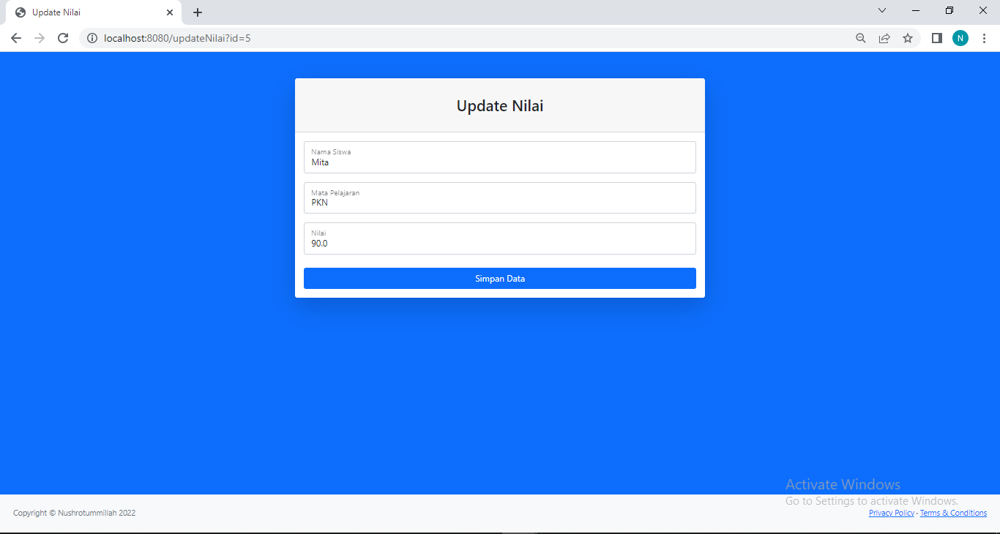 Update Nilai
localhost:8080/updateNilai?id=5
N
Update Nilai
Nama Siswa
Mita
Mata Pelajaran
PKN
Nilai
90.0
Simpan Data
Activate Windows
Go to Settings to activate Windows.
Copyright © Nushrotummillah 2022
Privacy Policy · Terms & Conditions